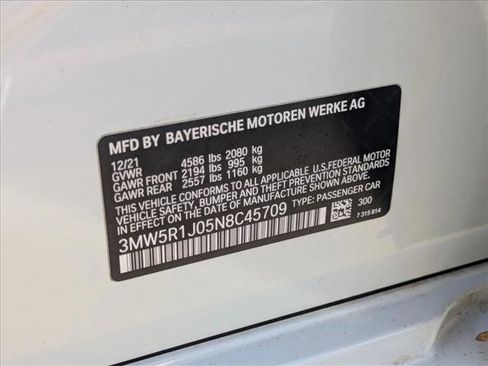 MFD BY BAYERISCHE MOTOREN WERKE AG
12/21
GVWR 4586 lbs 2080 kg
GAWR FRONT 2194 lbs 995 kg
GAWR REAR 2557 lbs 1160 kg
THIS VEHICLE CONFORMS TO ALL APPLICABLE U.S.FEDERAL MOTOR
VEHICLE SAFETY, BUMPER, AND THEFT PREVENTION STANDARDS
IN EFFECT ON THE DATE OF MANUFACTURE SHOWN ABOVE.
3MW5R1J05N8C45709 TYPE: PASSENGER CAR
300
7 315 814